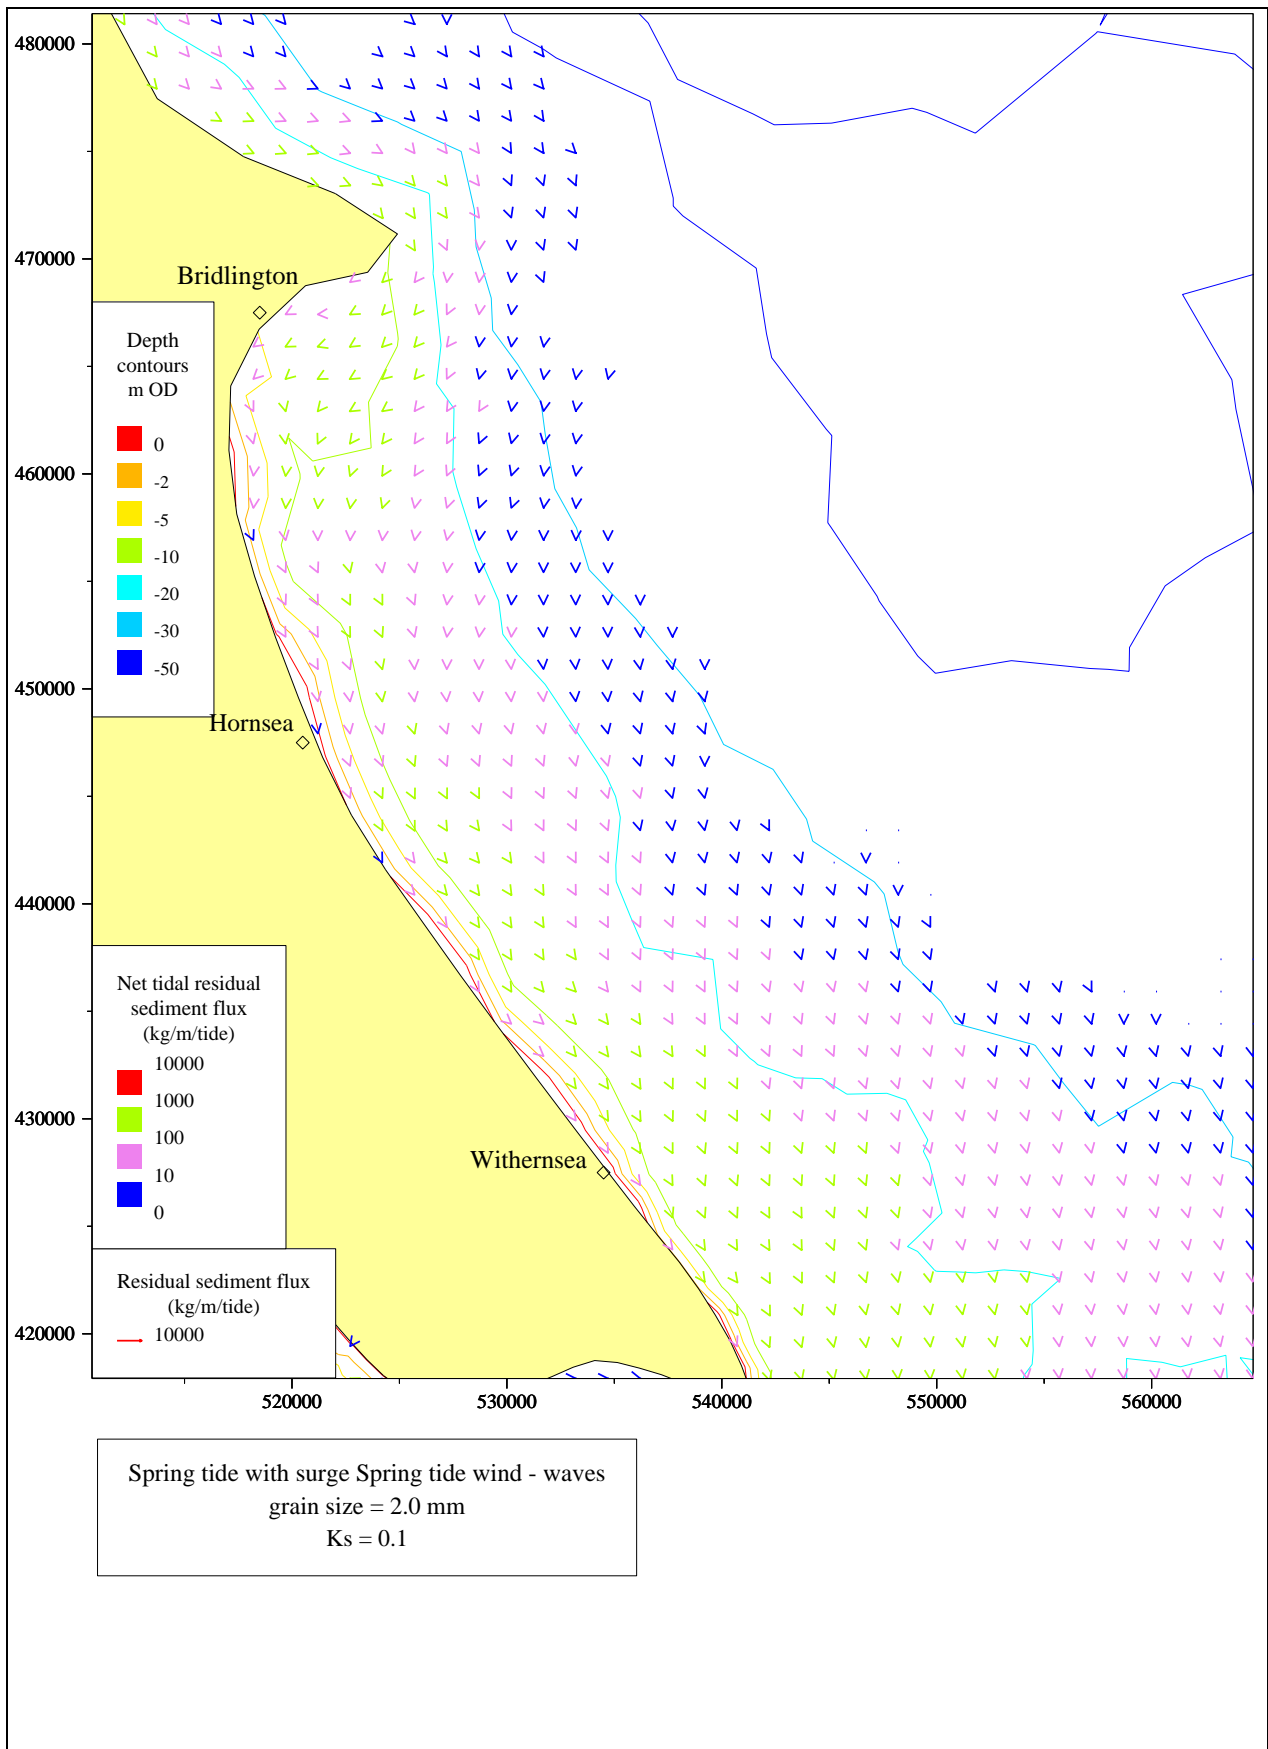 480000
470000
460000
450000
440000
430000
420000
Bridlington
Depth
contours
m OD
0
-2
-5
-10
-20
-30
-50
Hornsea
Net tidal residual
sediment flux
(kg/m/tide)
10000
1000
100
10
0
Withernsea
Residual sediment flux
(kg/m/tide)
10000
520000 530000 540000 550000 560000
Spring tide with surge Spring tide wind - waves
grain size = 2.0 mm
Ks = 0.1